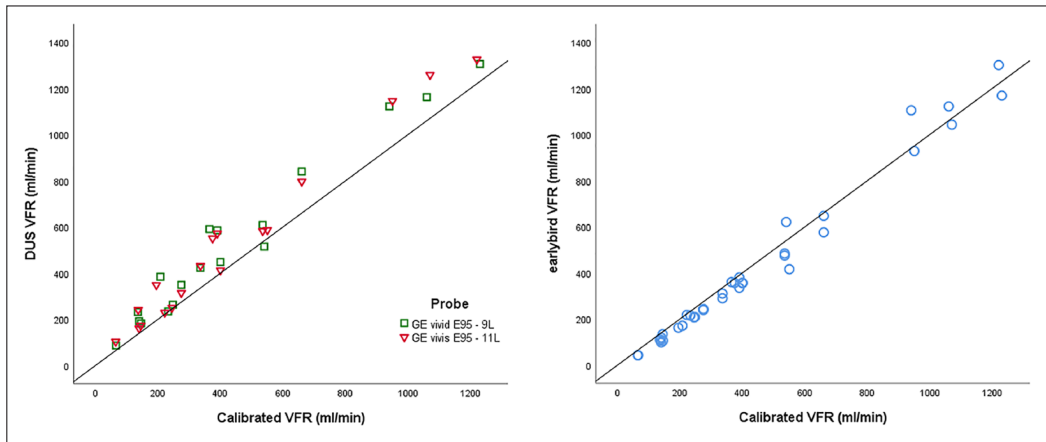 DUS VFR (ml/min)
1400
1200
1000
800
600
400
200
0
0 200 400 600 800 1000 1200
Calibrated VFR (ml/min)
Probe
GE vivid E95 - 9L
GE vivis E95 - 11L
earlybird VFR (ml/min)
1400
1200
1000
800
600
400
200
0
0 200 400 600 800 1000 1200
Calibrated VFR (ml/min)